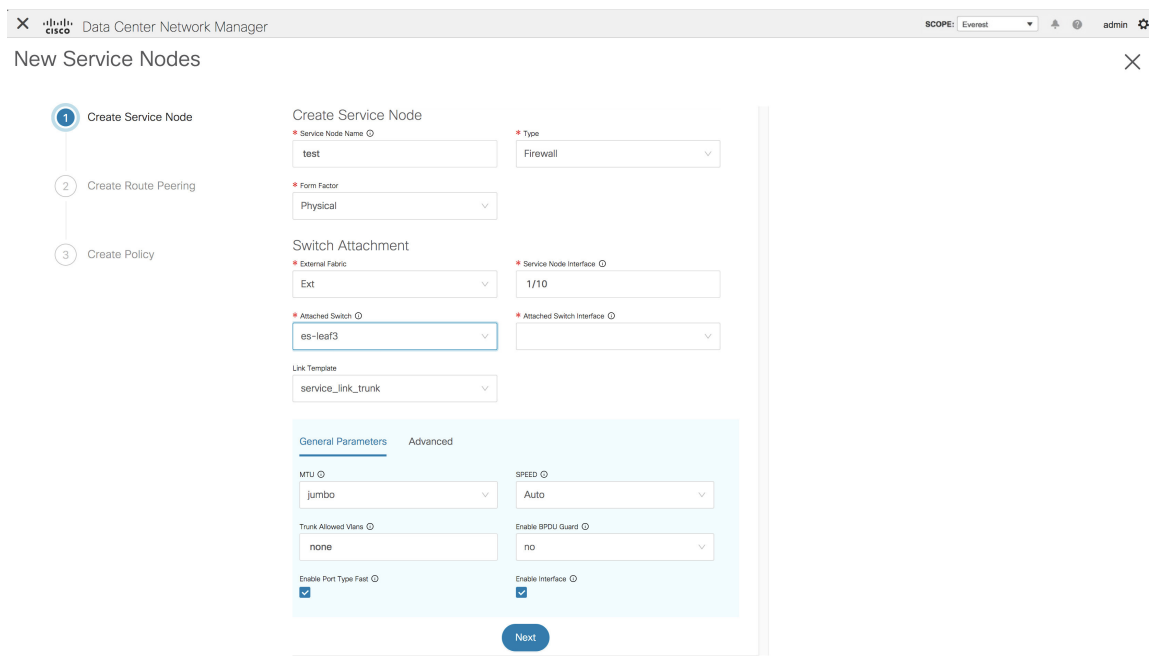 CISCO Data Center Network Manager SCOPE: Everest admin
New Service Nodes
1 Create Service Node
2 Create Route Peering
3 Create Policy
Create Service Node
* Service Node Name * Type
test Firewall
* Form Factor
Physical
Switch Attachment
* External Fabric * Service Node Interface
Ext 1/10
* Attached Switch * Attached Switch Interface
es-leaf3
Link Template
service_link_trunk
General Parameters Advanced
MTU SPEED
jumbo Auto
Trunk Allowed Vlans Enable BPDU Guard
none no
Enable Port Type Fast Enable Interface
Next